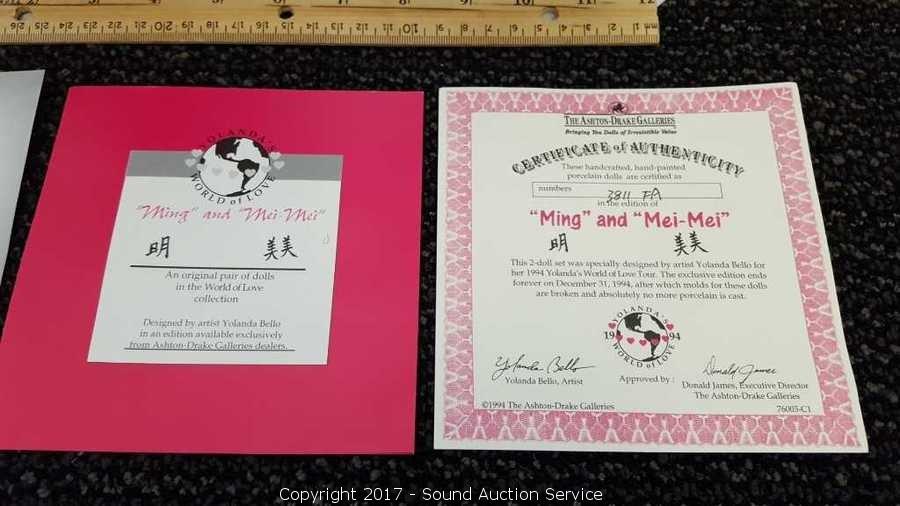 YOLANDA'S
WORLD of LOVE
"Ming" and "Mei-Mei"
明 美美
An original pair of dolls
in the World of Love
collection
Designed by artist Yolanda Bello
in an edition available exclusively
from Ashton-Drake Galleries dealers.
THE ASHTON-DRAKE GALLERIES
Bringing You Dolls of Irresistible Value
CERTIFICATE of AUTHENTICITY
These handcrafted, hand-painted
porcelain dolls are certified as
numbers 3811 FA
in the edition of
"Ming" and "Mei-Mei"
明 美美
This 2-doll set was specially designed by artist Yolanda Bello for
her 1994 Yolanda's World of Love Tour. The exclusive edition ends
forever on December 31, 1994, after which molds for these dolls
are broken and absolutely no more porcelain is cast.
YOLANDA'S
19 94
WORLD of LOVE
Yolanda Bello
Yolanda Bello, Artist
Approved by :
Donald James
Donald James, Executive Director
The Ashton-Drake Galleries
©1994 The Ashton-Drake Galleries
76005-C1
Copyright 2017 - Sound Auction Service